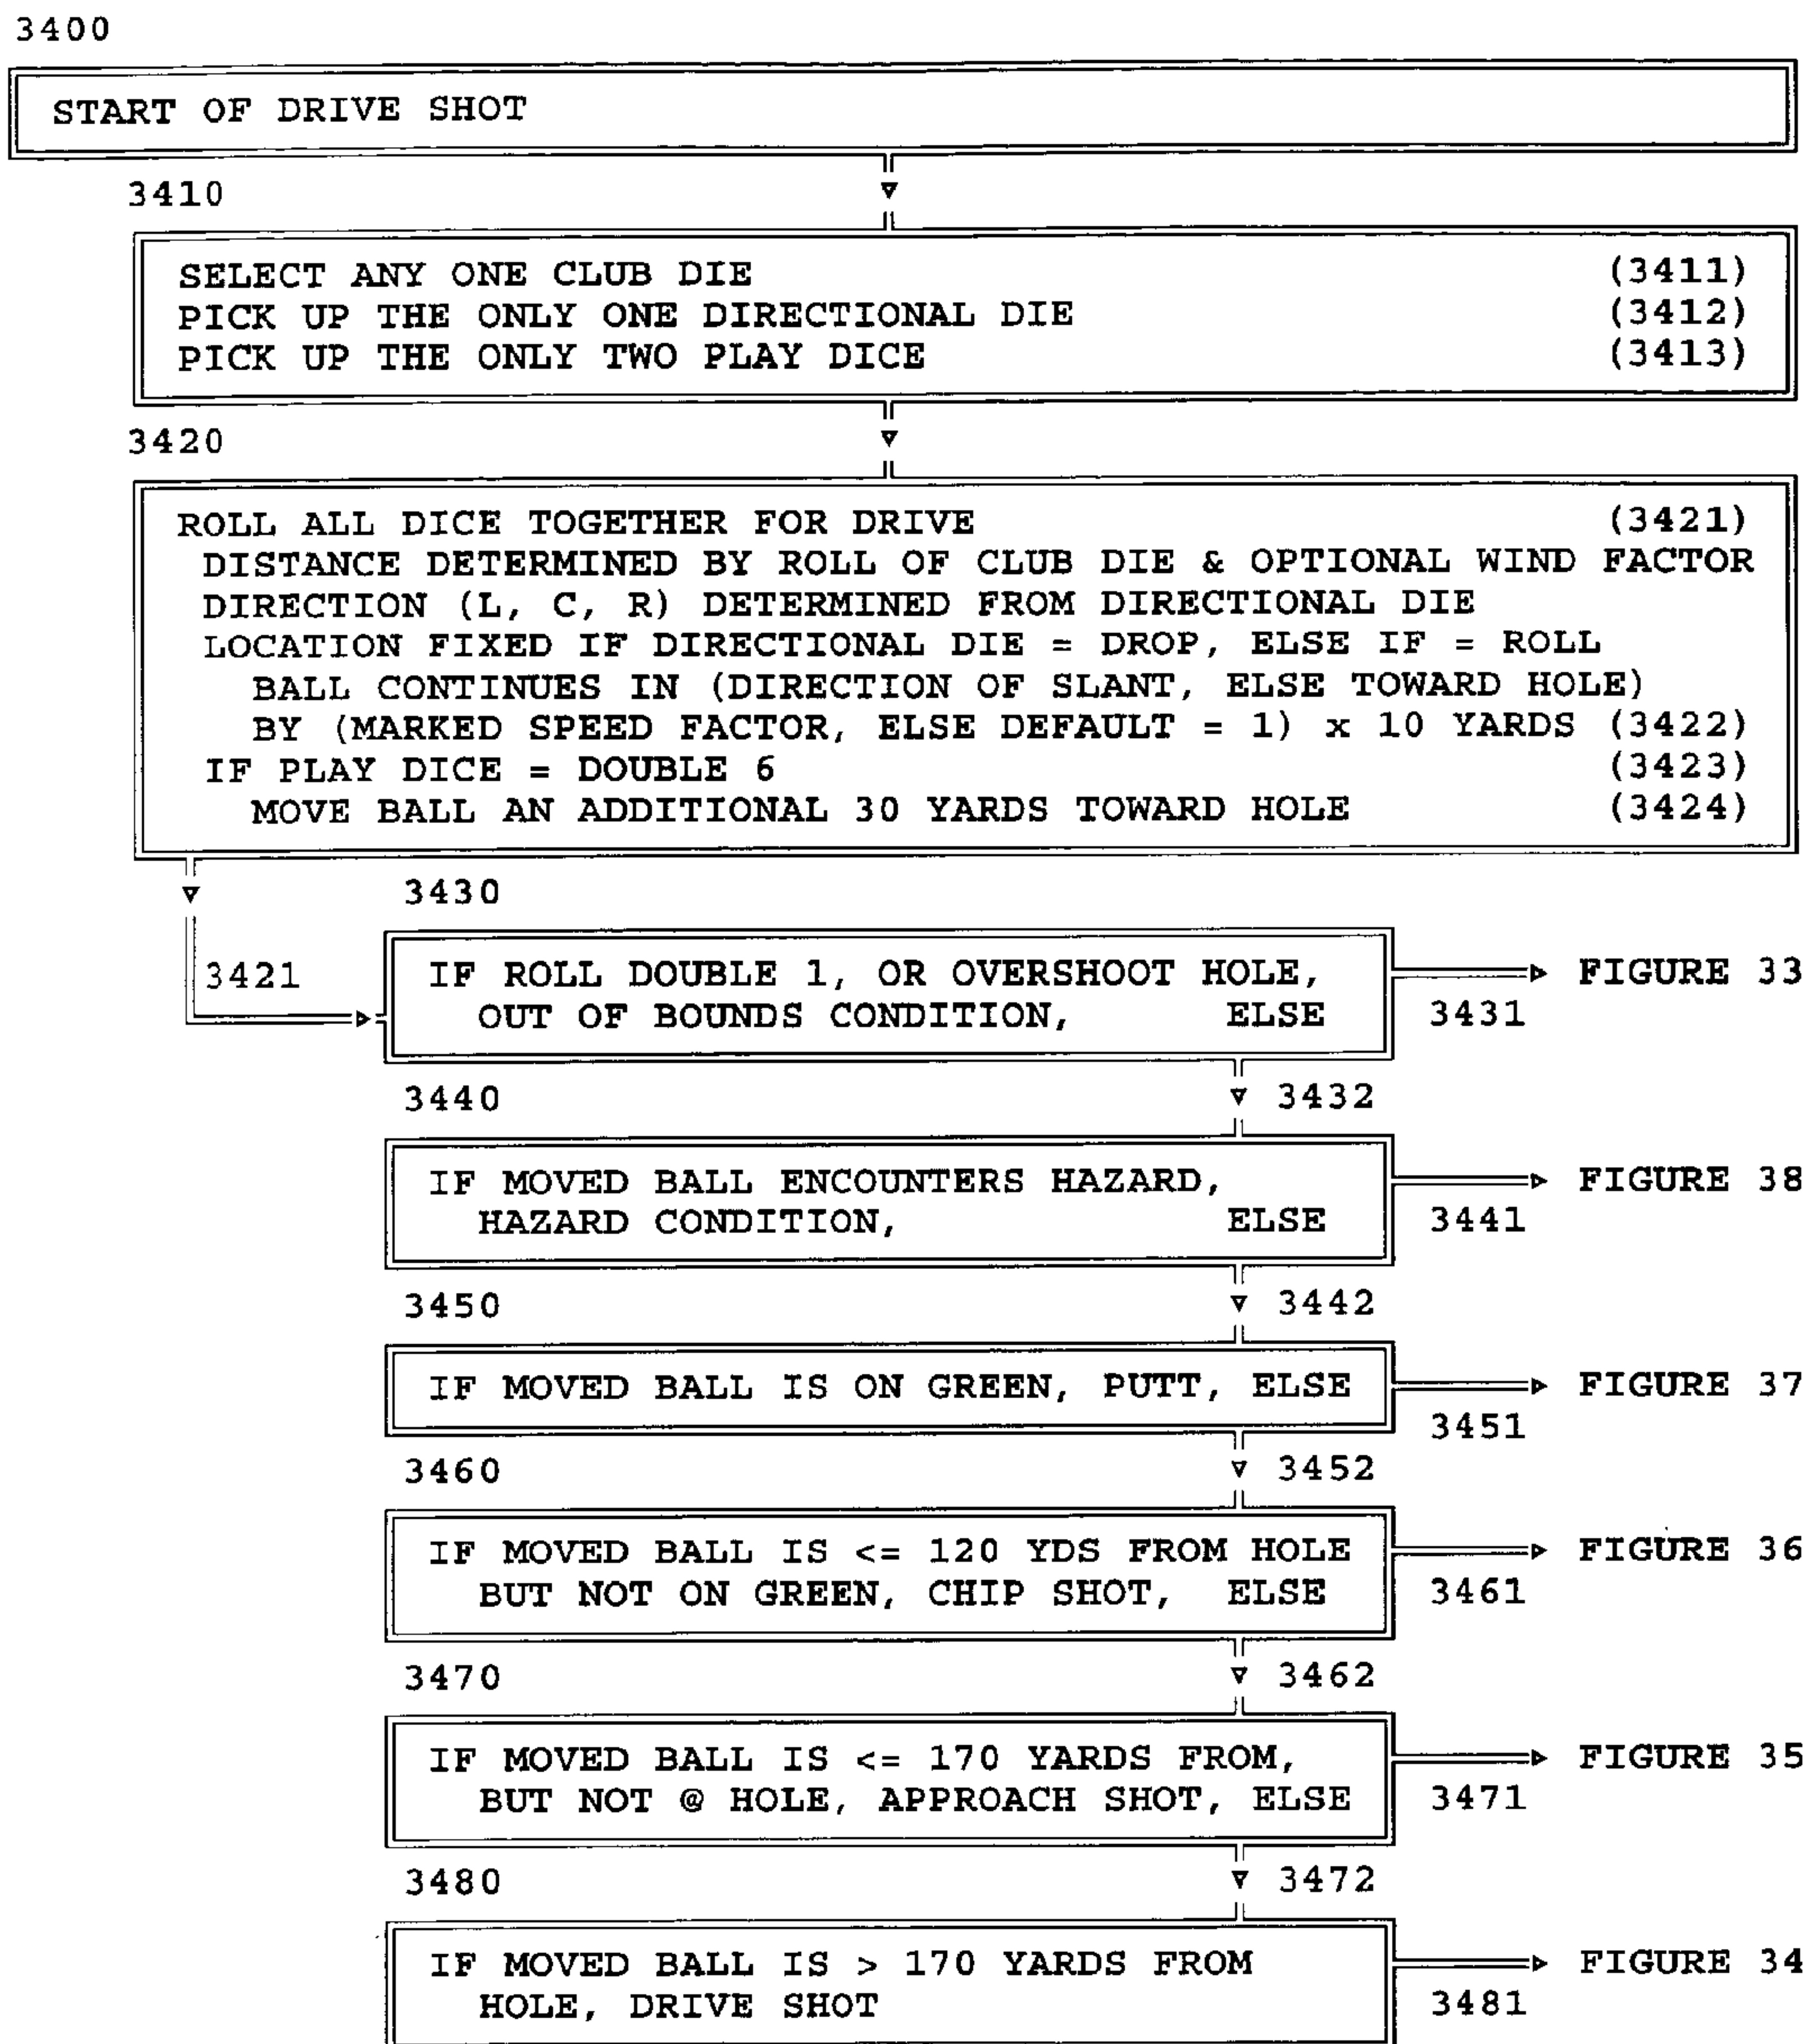 3400
START OF DRIVE SHOT
3410
SELECT ANY ONE CLUB DIE (3411)
PICK UP THE ONLY ONE DIRECTIONAL DIE (3412)
PICK UP THE ONLY TWO PLAY DICE (3413)
3420
ROLL ALL DICE TOGETHER FOR DRIVE (3421)
DISTANCE DETERMINED BY ROLL OF CLUB DIE & OPTIONAL WIND FACTOR
DIRECTION (L, C, R) DETERMINED FROM DIRECTIONAL DIE
LOCATION FIXED IF DIRECTIONAL DIE = DROP, ELSE IF = ROLL
BALL CONTINUES IN (DIRECTION OF SLANT, ELSE TOWARD HOLE)
BY (MARKED SPEED FACTOR, ELSE DEFAULT = 1) x 10 YARDS (3422)
IF PLAY DICE = DOUBLE 6 (3423)
MOVE BALL AN ADDITIONAL 30 YARDS TOWARD HOLE (3424)
3430
3421 IF ROLL DOUBLE 1, OR OVERSHOOT HOLE, FIGURE 33
OUT OF BOUNDS CONDITION, ELSE 3431
3440 3432
IF MOVED BALL ENCOUNTERS HAZARD, FIGURE 38
HAZARD CONDITION, ELSE 3441
3450 3442
IF MOVED BALL IS ON GREEN, PUTT, ELSE FIGURE 37
3451
3460 3452
IF MOVED BALL IS <= 120 YDS FROM HOLE FIGURE 36
BUT NOT ON GREEN, CHIP SHOT, ELSE 3461
3470 3462
IF MOVED BALL IS <= 170 YARDS FROM, FIGURE 35
BUT NOT @ HOLE, APPROACH SHOT, ELSE 3471
3480 3472
IF MOVED BALL IS > 170 YARDS FROM FIGURE 34
HOLE, DRIVE SHOT 3481